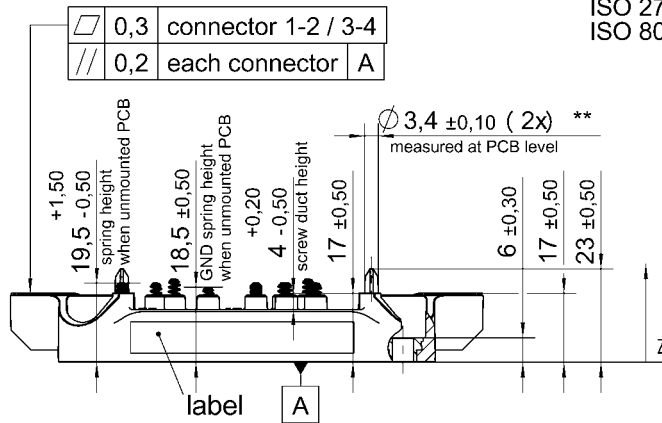 ⏥ 0,3 connector 1-2 / 3-4
// 0,2 each connector A
ISO 27
ISO 80
Ø 3,4 ±0,10 ( 2x) **
measured at PCB level
+1,50
19,5 -0,50
spring height
when unmounted PCB
18,5 ±0,50
GND spring height
when unmounted PCB
+0,20
4 -0,50
screw duct height
17 ±0,50
6 ±0,30
17 ±0,50
23 ±0,50
label
A